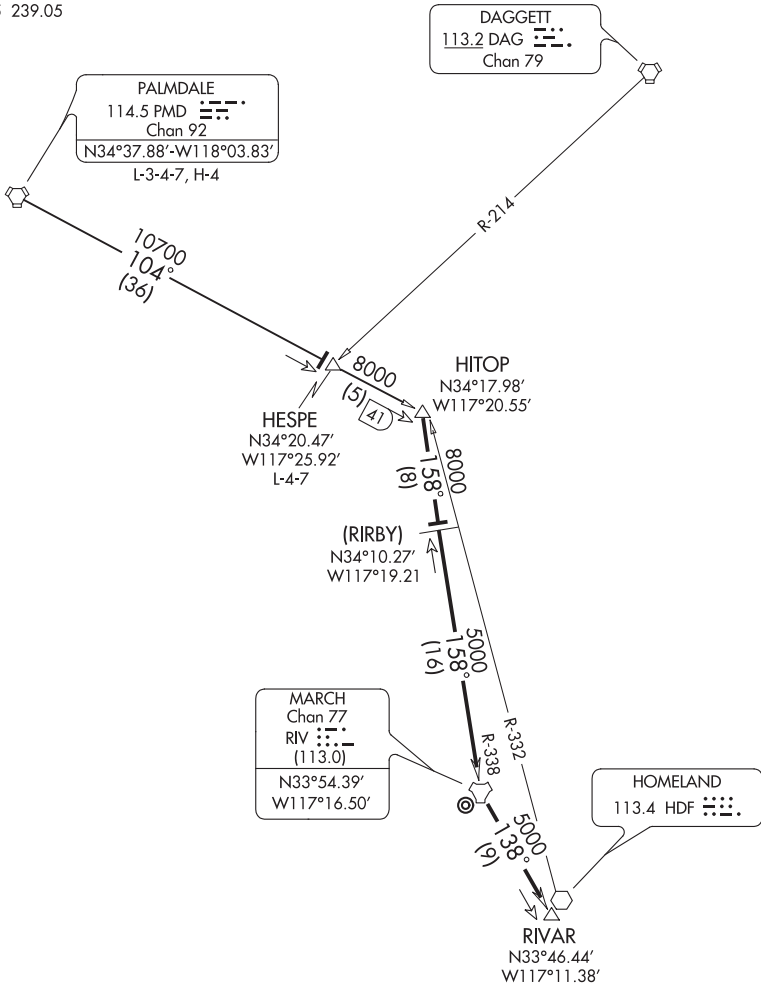 239.05
DAGGETT
113.2 DAG
Chan 79
PALMDALE
114.5 PMD
Chan 92
N34°37.88'-W118°03.83'
L-3-4-7, H-4
R-214
10700
104°
(36)
8000
(5)
41
HITOP
N34°17.98'
W117°20.55'
HESPE
N34°20.47'
W117°25.92'
L-4-7
8000
158°
(8)
(RIRBY)
N34°10.27'
W117°19.21
5000
158°
(16)
MARCH
Chan 77
RIV
(113.0)
N33°54.39'
W117°16.50'
R-338
R-332
HOMELAND
113.4 HDF
5000
138°
(9)
RIVAR
N33°46.44'
W117°11.38'